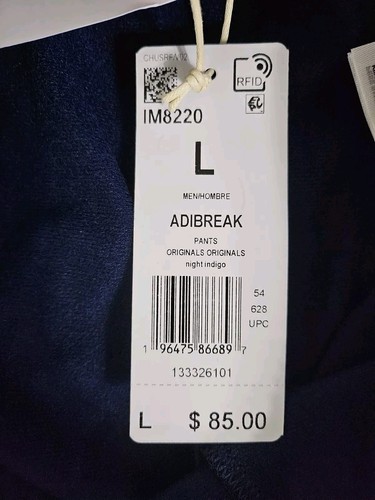 RFID
IM8220
L
MEN/HOMBRE
ADIBREAK
PANTS
ORIGINALS ORIGINALS
night indigo
54
628
UPC
1 96475 86689 7
133326101
L $ 85.00